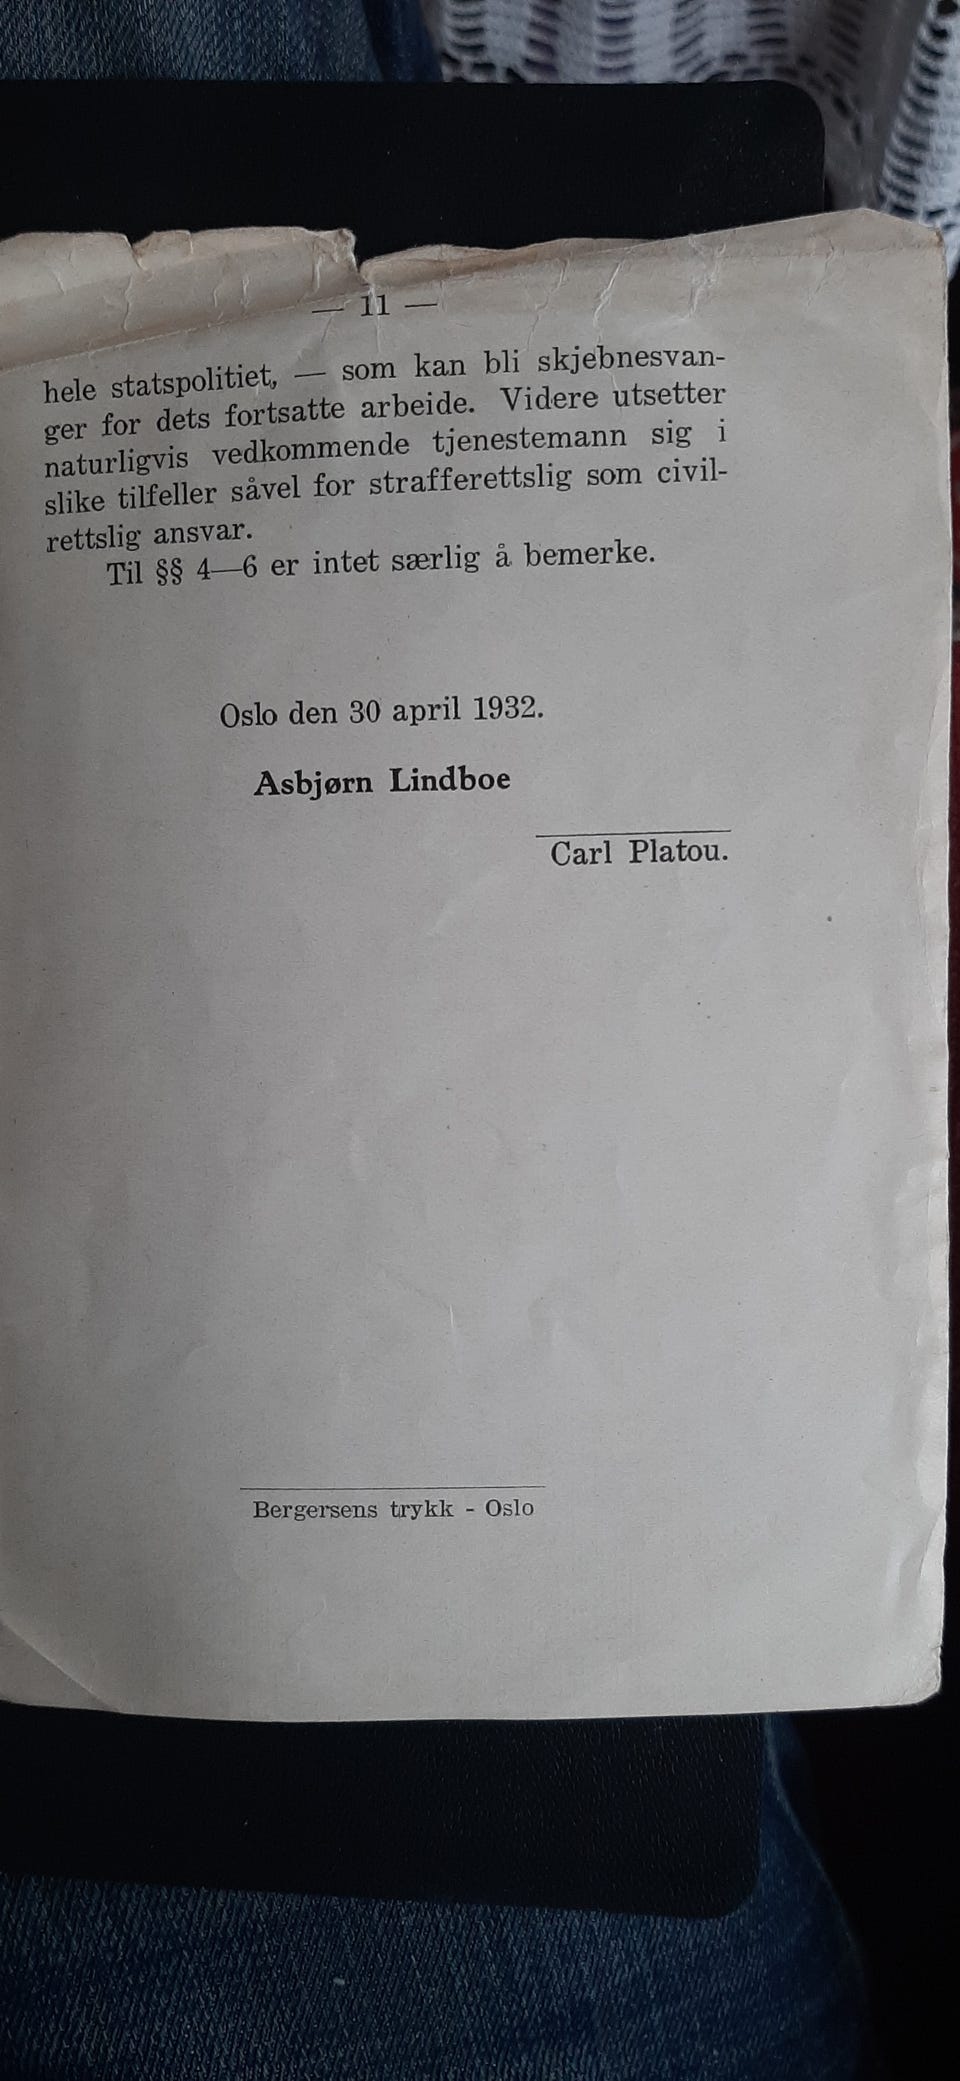 — 11 —
hele statspolitiet, — som kan bli skjebnesvan-
ger for dets fortsatte arbeide. Videre utsetter
naturligvis vedkommende tjenestemann sig i
slike tilfeller såvel for strafferettslig som civil-
rettslig ansvar.
Til §§ 4—6 er intet særlig å bemerke.
Oslo den 30 april 1932.
Asbjørn Lindboe
Carl Platou.
Bergersens trykk - Oslo